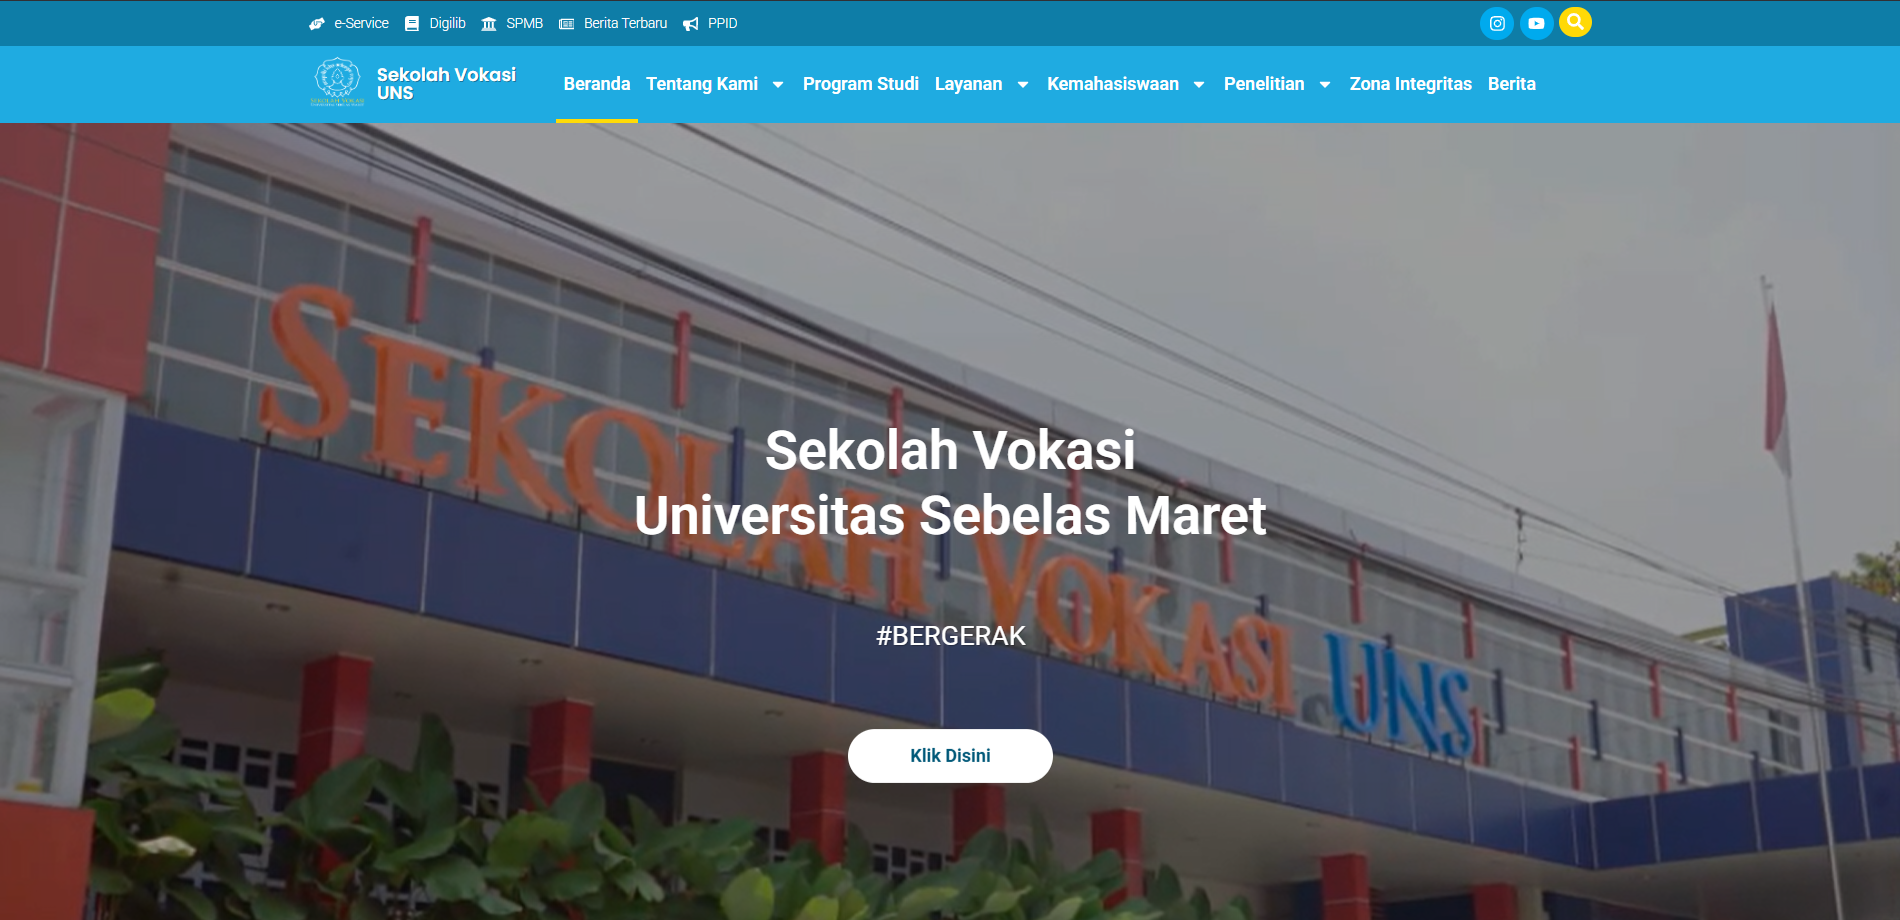 e-Service
Digilib
SPMB
Berita Terbaru
PPID
Sekolah Vokasi
UNS
Beranda
Tentang Kami
Program Studi
Layanan
Kemahasiswaan
Penelitian
Zona Integritas
Berita
SEKOLAH VOKASI UNS
Sekolah Vokasi
Universitas Sebelas Maret
#BERGERAK
Klik Disini